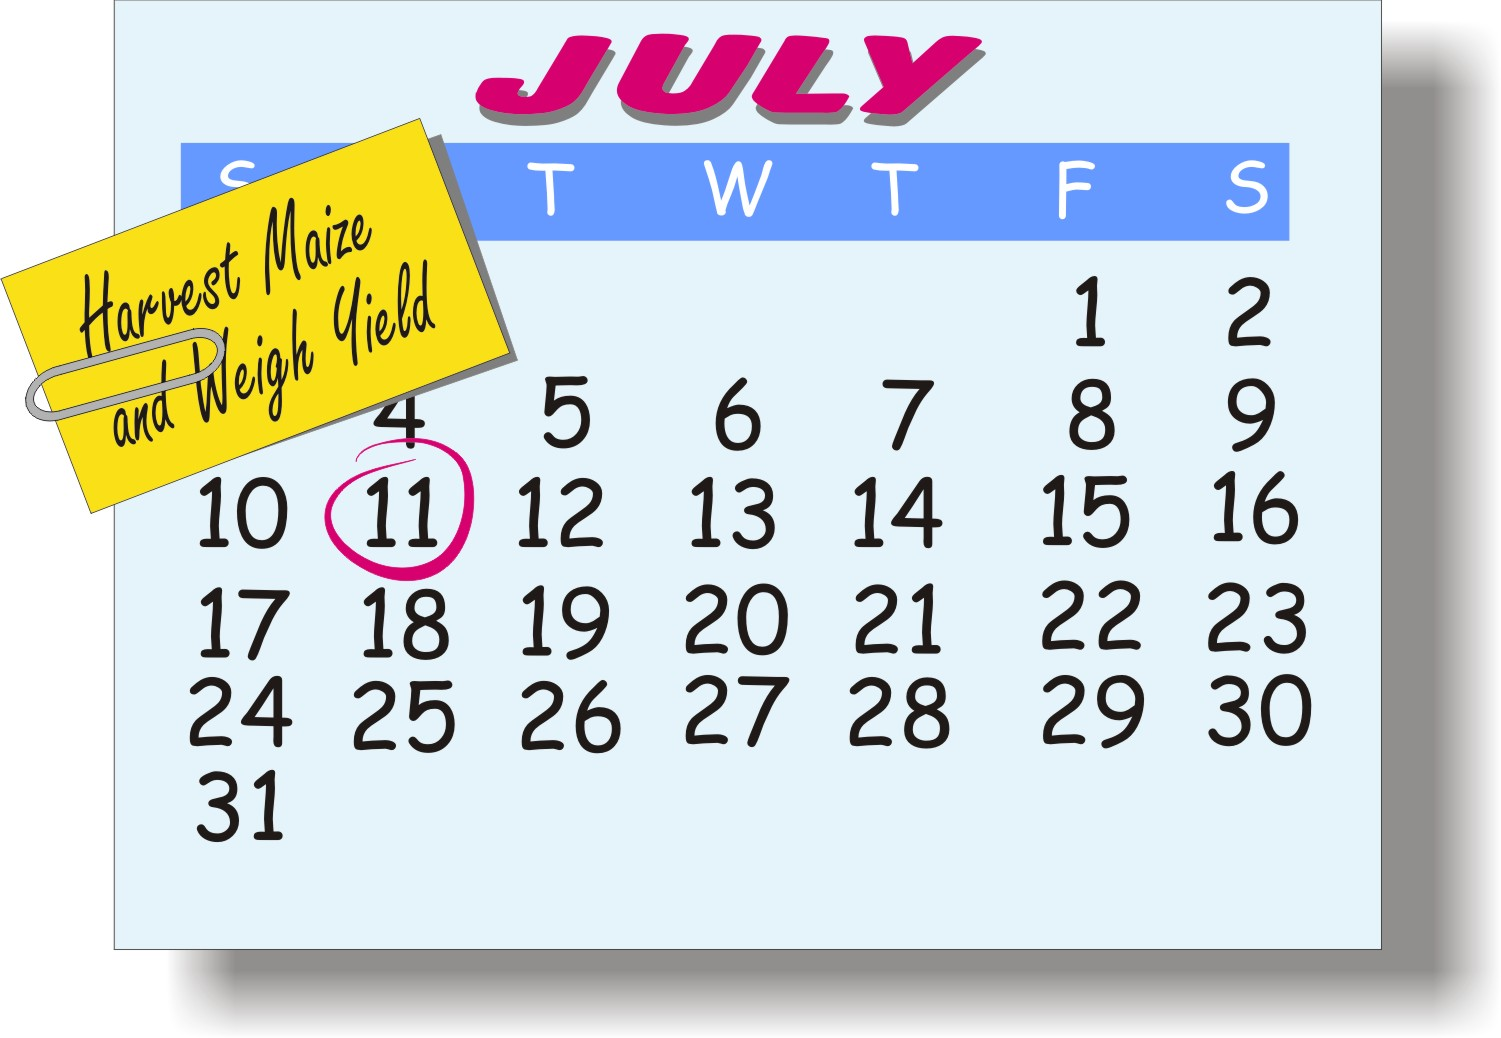 JULY
S T W T F S
Harvest Maize
and Weigh Yield
1 2
4 5 6 7 8 9
10 11 12 13 14 15 16
17 18 19 20 21 22 23
24 25 26 27 28 29 30
31